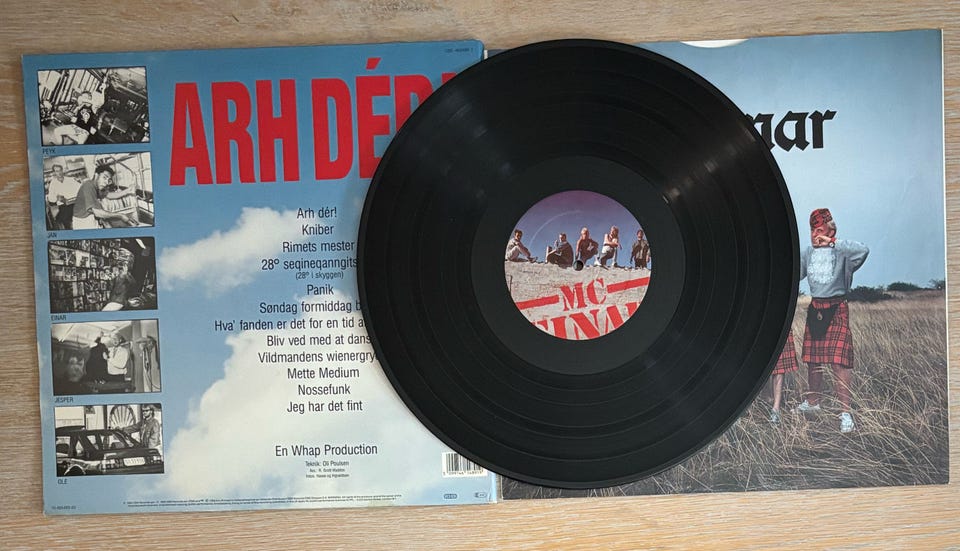 ARH DÉR
PEYK
JAN
EINAR
JESPER
OLE
Arh dér!
Kniber
Rimets mester
28° seqineqanngits
(28° i skyggen)
Panik
Søndag formiddag b
Hva' fanden er det for en tid a
Bliv ved med at dans
Vildmandens wienergry
Mette Medium
Nossefunk
Jeg har det fint
En Whap Production
Teknik: Oli Poulsen
MC
EINAR
nar